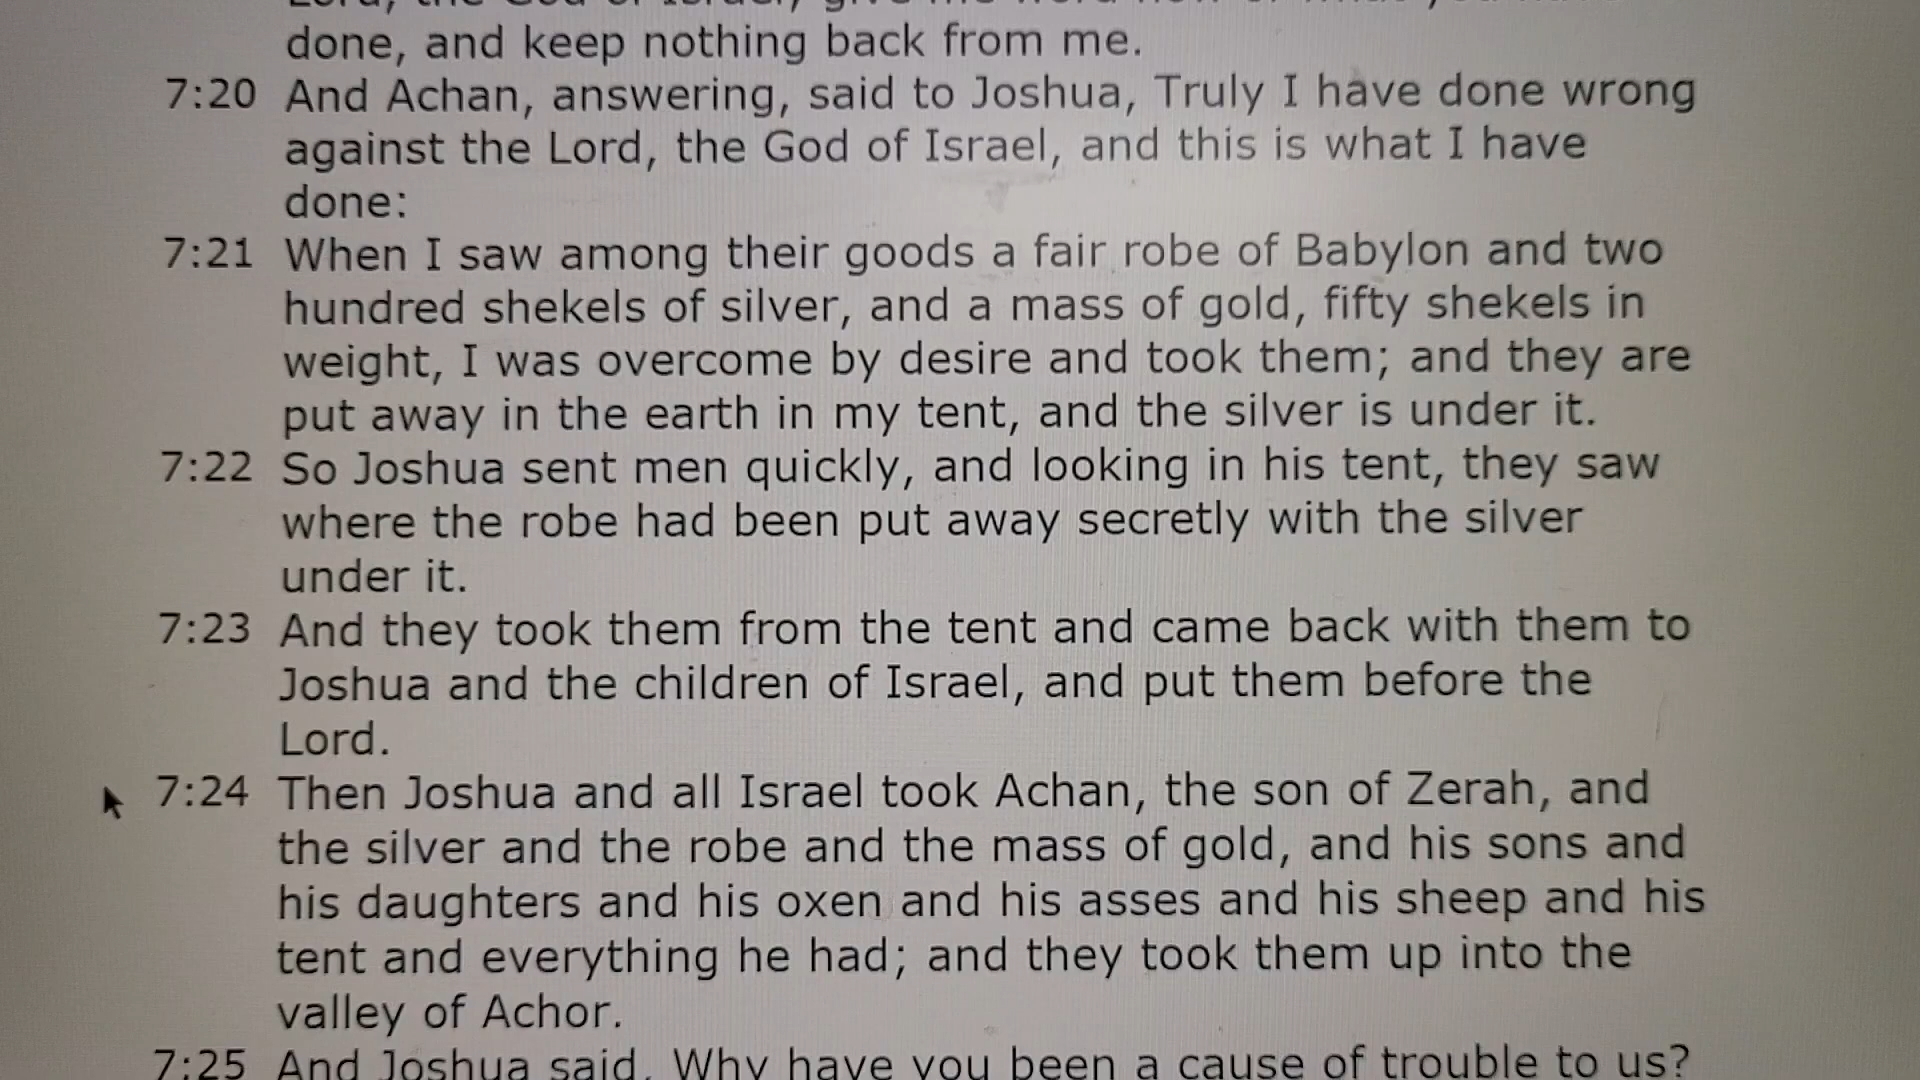 done, and keep nothing back from me.
7:20 And Achan, answering, said to Joshua, Truly I have done wrong
against the Lord, the God of Israel, and this is what I have
done:
7:21 When I saw among their goods a fair robe of Babylon and two
hundred shekels of silver, and a mass of gold, fifty shekels in
weight, I was overcome by desire and took them; and they are
put away in the earth in my tent, and the silver is under it.
7:22 So Joshua sent men quickly, and looking in his tent, they saw
where the robe had been put away secretly with the silver
under it.
7:23 And they took them from the tent and came back with them to
Joshua and the children of Israel, and put them before the
Lord.
7:24 Then Joshua and all Israel took Achan, the son of Zerah, and
the silver and the robe and the mass of gold, and his sons and
his daughters and his oxen and his asses and his sheep and his
tent and everything he had; and they took them up into the
valley of Achor.
7:25 And Joshua said, Why have you been a cause of trouble to us?